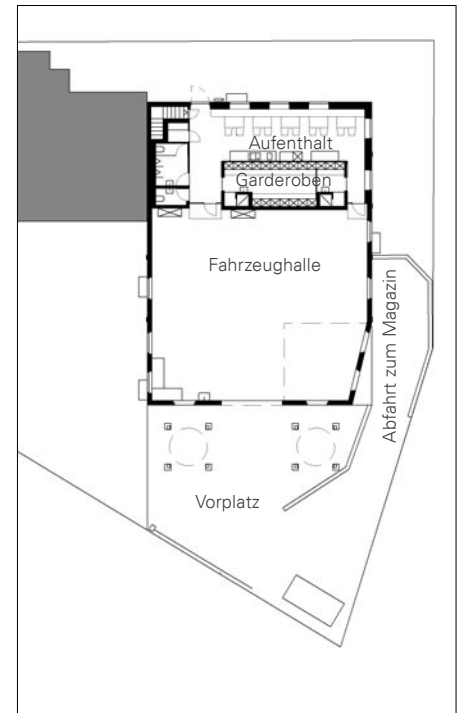 Aufenthalt
Garderoben
Fahrzeughalle
Abfahrt zum Magazin
Vorplatz